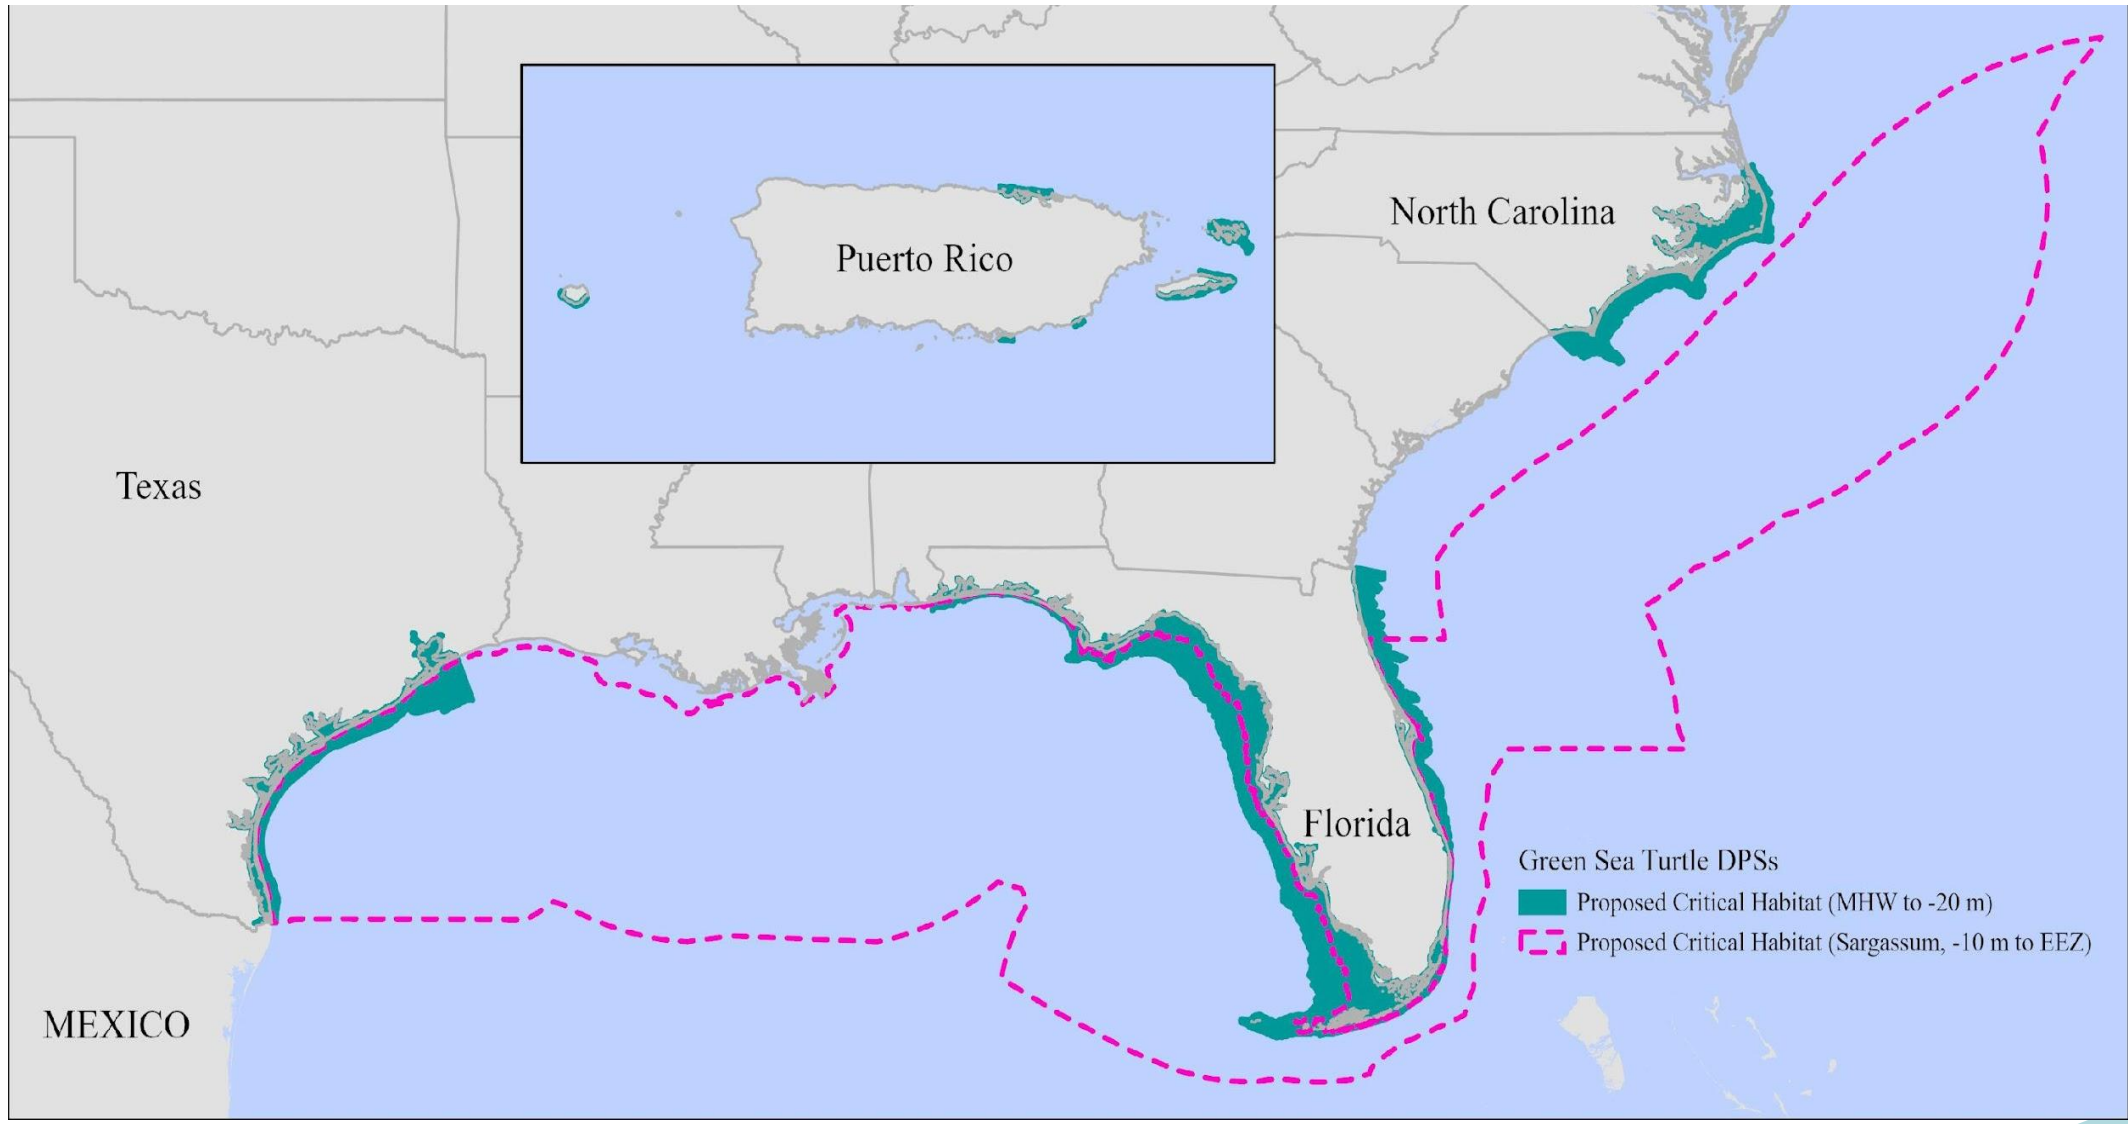 Puerto Rico
North Carolina
Texas
Florida
MEXICO
Green Sea Turtle DPSs
Proposed Critical Habitat (MHW to -20 m)
Proposed Critical Habitat (Sargassum, -10 m to EEZ)